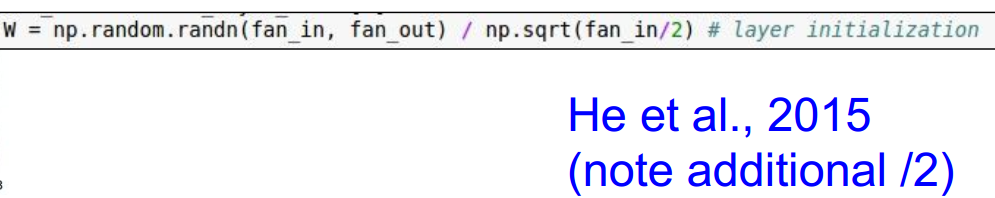 W = np.random.randn(fan_in, fan_out) / np.sqrt(fan_in/2) # layer initialization
He et al., 2015
(note additional /2)